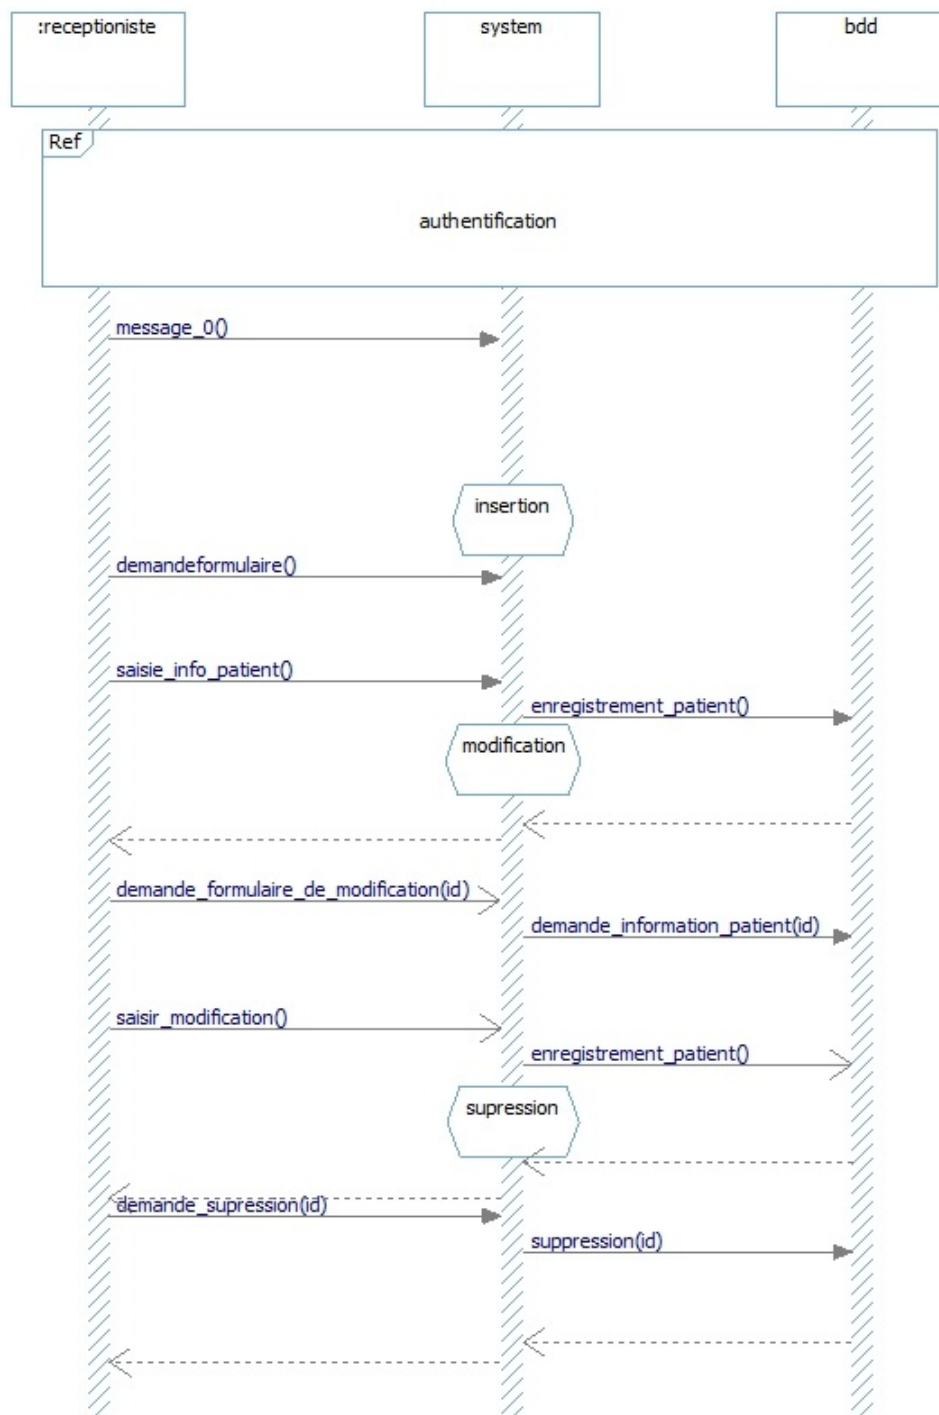 :receptioniste
system
bdd
Ref
authentification
message_0()
insertion
demandeformulaire()
saisie_info_patient()
enregistrement_patient()
modification
demande_formulaire_de_modification(id)
demande_information_patient(id)
saisir_modification()
enregistrement_patient()
supression
demande_supression(id)
suppression(id)